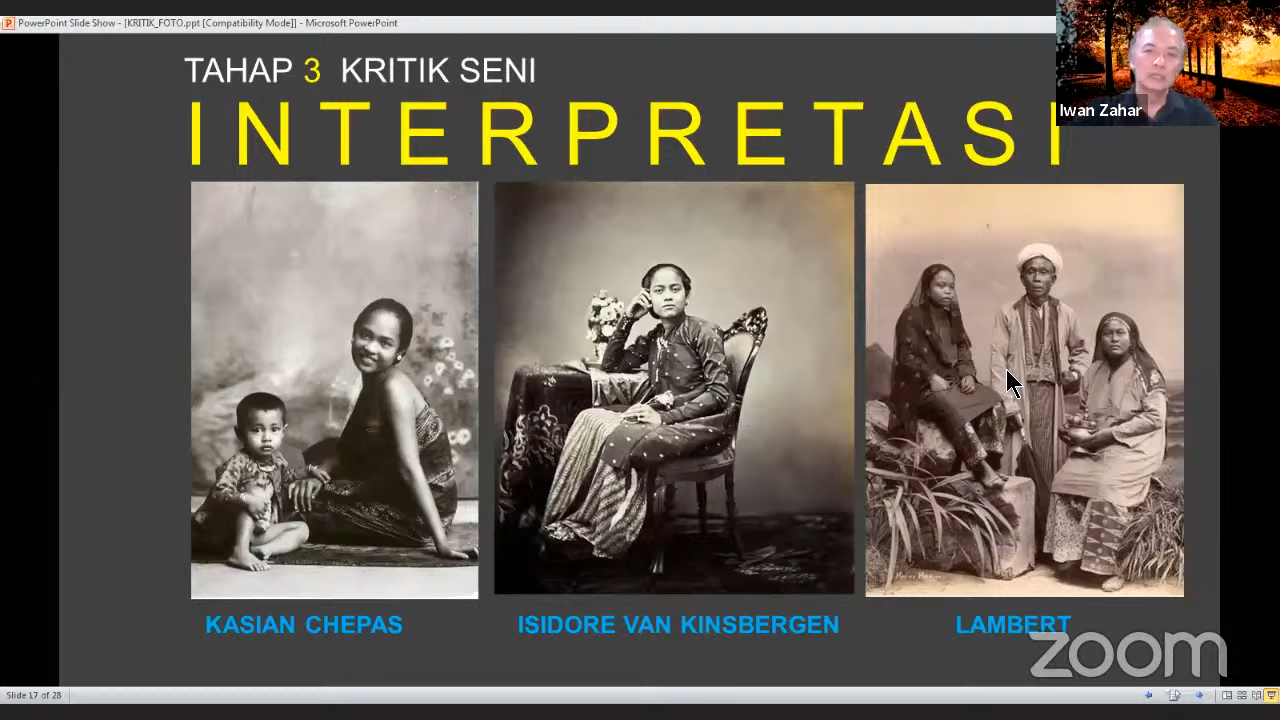 PowerPoint Slide Show - [KRITIK_FOTO.ppt [Compatibility Mode]] - Microsoft PowerPoint
Iwan Zahar
TAHAP 3 KRITIK SENI
INTERPRETASI
KASIAN CHEPAS
ISIDORE VAN KINSBERGEN
LAMBERT
zoom
Slide 17 of 28